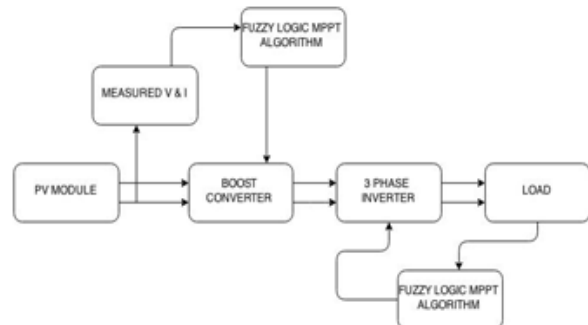 FUZZY LOGIC MPPT
ALGORITHM
MEASURED V & I
PV MODULE
BOOST
CONVERTER
3 PHASE
INVERTER
LOAD
FUZZY LOGIC MPPT
ALGORITHM